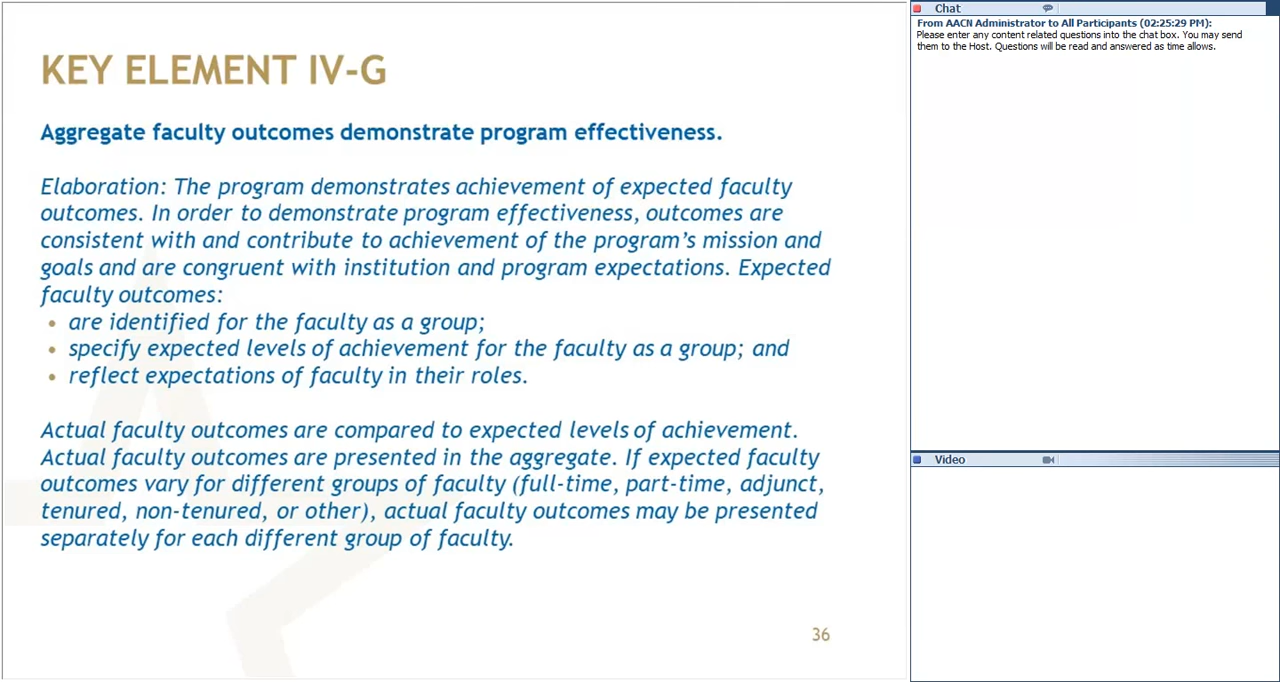 KEY ELEMENT IV-G
Aggregate faculty outcomes demonstrate program effectiveness.
Elaboration: The program demonstrates achievement of expected faculty
outcomes. In order to demonstrate program effectiveness, outcomes are
consistent with and contribute to achievement of the program's mission and
goals and are congruent with institution and program expectations. Expected
faculty outcomes:
• are identified for the faculty as a group;
• specify expected levels of achievement for the faculty as a group; and
• reflect expectations of faculty in their roles.
Actual faculty outcomes are compared to expected levels of achievement.
Actual faculty outcomes are presented in the aggregate. If expected faculty
outcomes vary for different groups of faculty (full-time, part-time, adjunct,
tenured, non-tenured, or other), actual faculty outcomes may be presented
separately for each different group of faculty.
36
Chat
From AACN Administrator to All Participants (02:25:29 PM):
Please enter any content related questions into the chat box. You may send
them to the Host. Questions will be read and answered as time allows.
Video